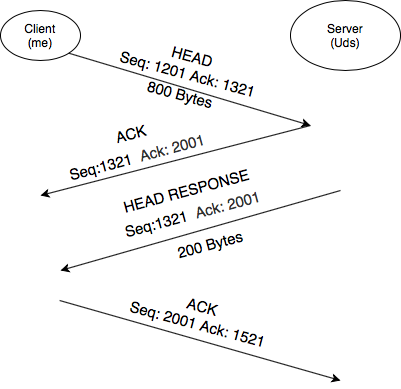 Client
(me)
Server
(Uds)
HEAD
Seq: 1201 Ack: 1321
800 Bytes
ACK
Seq:1321 Ack: 2001
HEAD RESPONSE
Seq:1321 Ack: 2001
200 Bytes
ACK
Seq: 2001 Ack: 1521